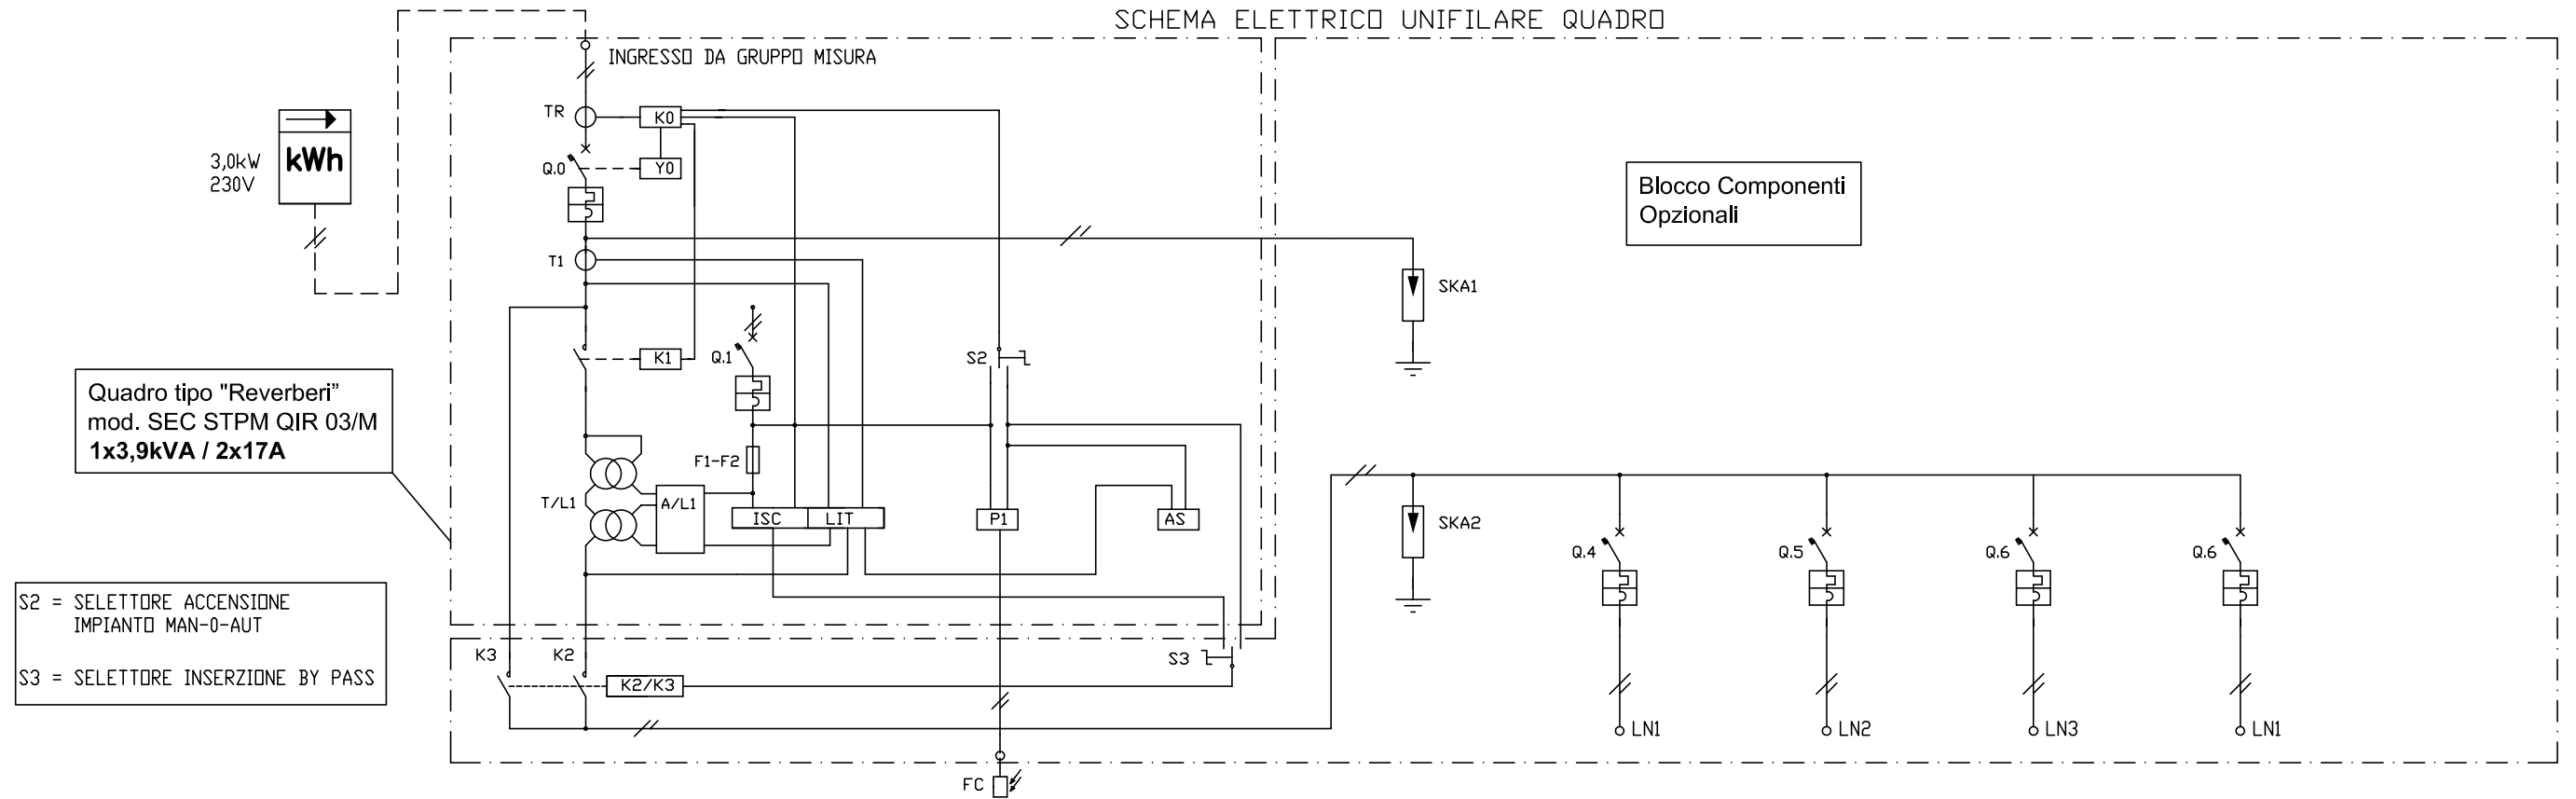 SCHEMA ELETTRICO UNIFILARE QUADRO
INGRESSO DA GRUPPO MISURA
TR
K0
3,0kW
230V
kWh
Q.0
Y0
Blocco Componenti
Opzionali
T1
SKA1
K1
Q.1
S2
Quadro tipo "Reverberi”
mod. SEC STPM QIR 03/M
1x3,9kVA / 2x17A
F1-F2
T/L1
A/L1
ISC
LIT
P1
AS
SKA2
Q.4
Q.5
Q.6
Q.6
S2 = SELETTORE ACCENSIONE
IMPIANTO MAN-0-AUT
S3 = SELETTORE INSERZIONE BY PASS
K3
K2
S3
K2/K3
LN1
LN2
LN3
LN1
FC